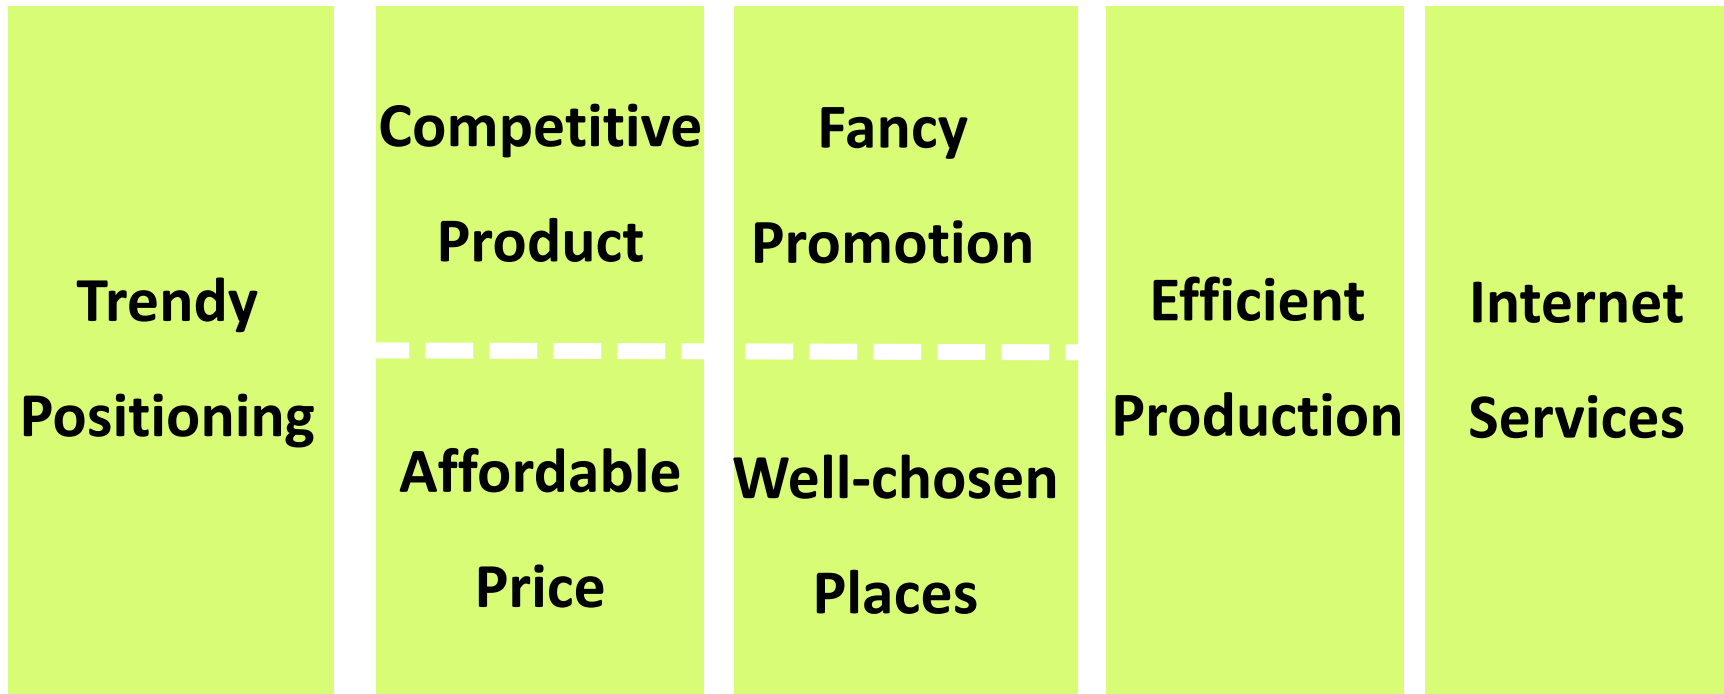 Trendy
Positioning
Competitive
Product
Affordable
Price
Fancy
Promotion
Well-chosen
Places
Efficient
Production
Internet
Services